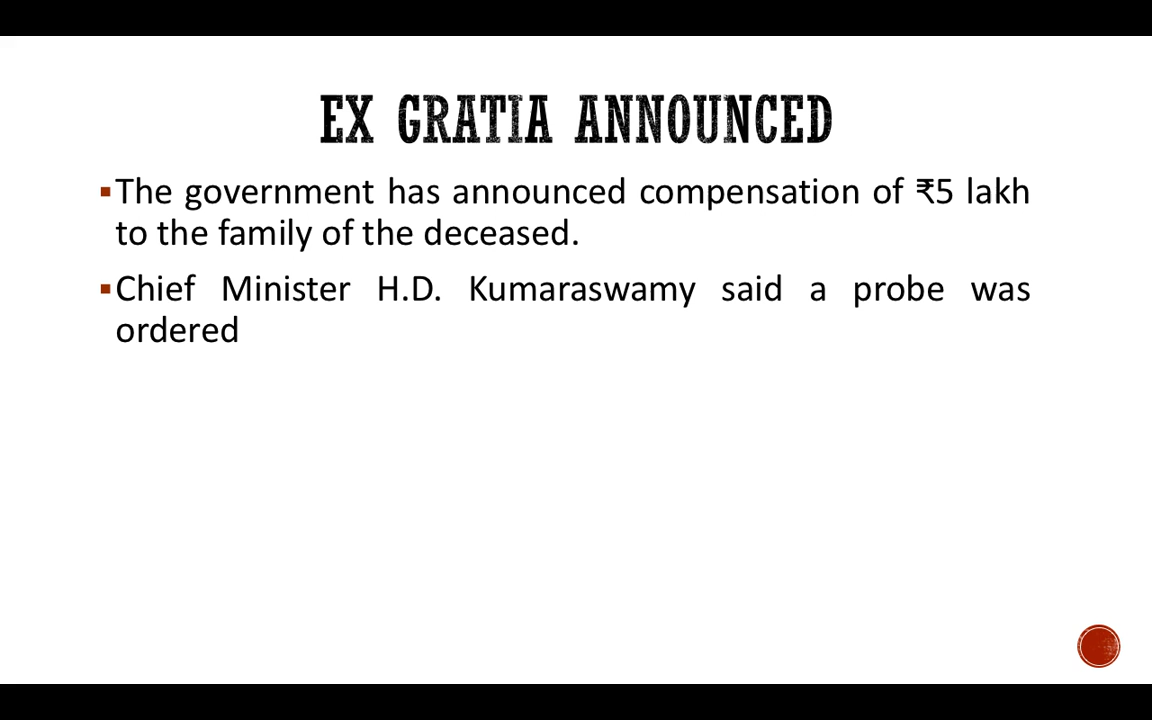 EX GRATIA ANNOUNCED
▪The government has announced compensation of ₹5 lakh
to the family of the deceased.
▪Chief Minister H.D. Kumaraswamy said a probe was
ordered